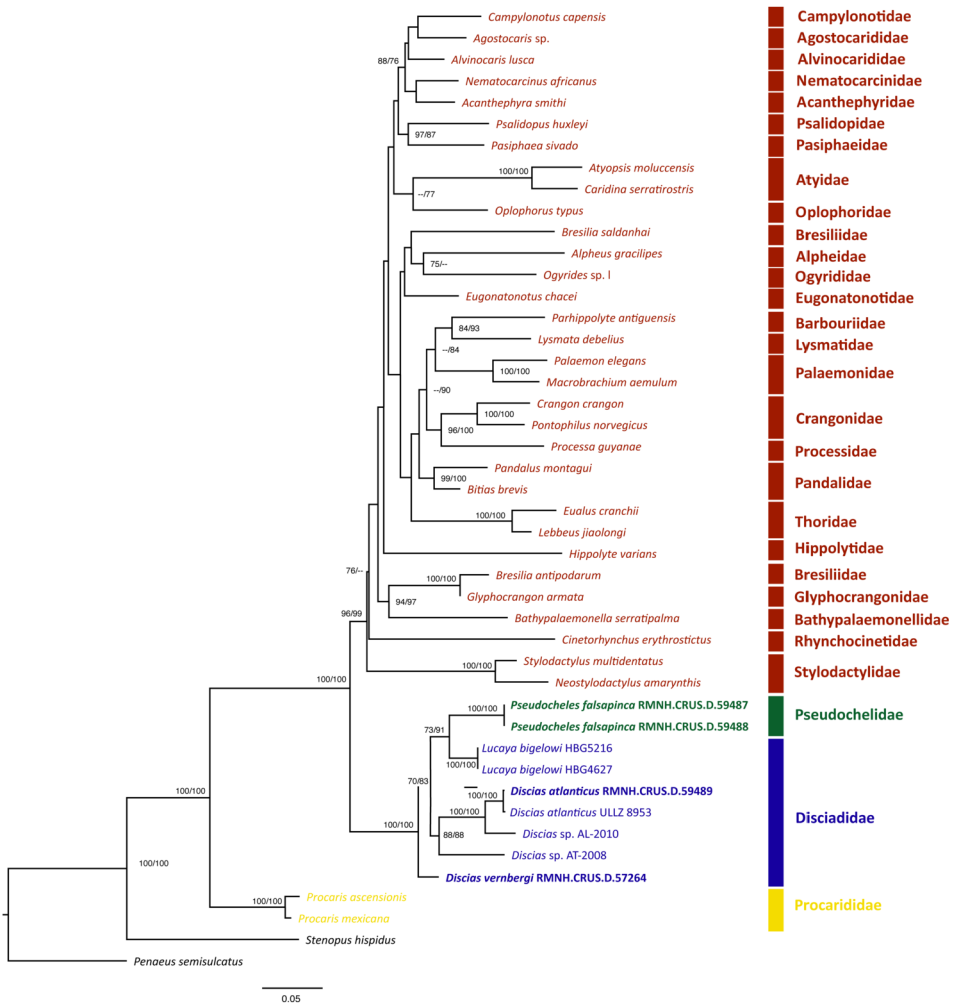 Campylonotus capensis Campylonotidae
Agostocaris sp. Agostocarididae
88/76 Alvinocaris lusca Alvinocarididae
Nematocarcinus africanus Nematocarcinidae
Acanthephyra smithi Acanthephyridae
Psalidopus huxleyi Psalidopidae
97/87
Pasiphaea sivado Pasiphaeidae
100/100 Atyopsis moluccensis
Atyidae
--/77 Caridina serratirostris
Oplophorus typus Oplophoridae
Bresilia saldanhai Bresiliidae
Alpheus gracilipes Alpheidae
75/--
Ogyrides sp. I Ogyrididae
Eugonatonotus chacei Eugonatonotidae
Parhippolyte antiguensis Barbouriidae
84/93
Lysmata debelius Lysmatidae
--/84
Palaemon elegans
100/100 Palaemonidae
Macrobrachium aemulum
--/90
Crangon crangon
100/100 Crangonidae
Pontophilus norvegicus
96/100
Processa guyanae Processidae
Pandalus montagui
99/100 Pandalidae
Bitias brevis
Eualus cranchii
100/100 Thoridae
Lebbeus jiaolongi
Hippolyte varians Hippolytidae
76/--
100/100 Bresilia antipodarum Bresiliidae
Glyphocrangon armata Glyphocrangonidae
94/97
96/99 Bathypalaemonella serratipalma Bathypalaemonellidae
Cinetorhynchus erythrostictus Rhynchocinetidae
Stylodactylus multidentatus
100/100 100/100 Stylodactylidae
Neostylodactylus amarynthis
100/100 Pseudocheles falsapinca RMNH.CRUS.D.59487
Pseudochelidae
Pseudocheles falsapinca RMNH.CRUS.D.59488
73/91
Lucaya bigelowi HBG5216
100/100
Lucaya bigelowi HBG4627
70/83
100/100 Discias atlanticus RMNH.CRUS.D.59489
100/100 100/100 Discias atlanticus ULLZ 8953
Disciadidae
100/100 Discias sp. AL-2010
88/88
Discias sp. AT-2008
100/100
Discias vernbergi RMNH.CRUS.D.57264
100/100 Procaris ascensionis
Procarididae
Procaris mexicana
Stenopus hispidus
Penaeus semisulcatus
0.05